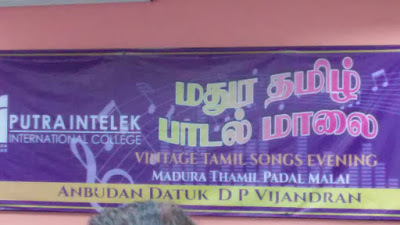 மதுர தமிழ்
பாடல் மாலை
PUTRA INTELEK
INTERNATIONAL COLLEGE
VINTAGE TAMIL SONGS EVENING
MADURA THAMIL PADAL MALAI
ANBUDAN DATUK D P VIJANDRAN